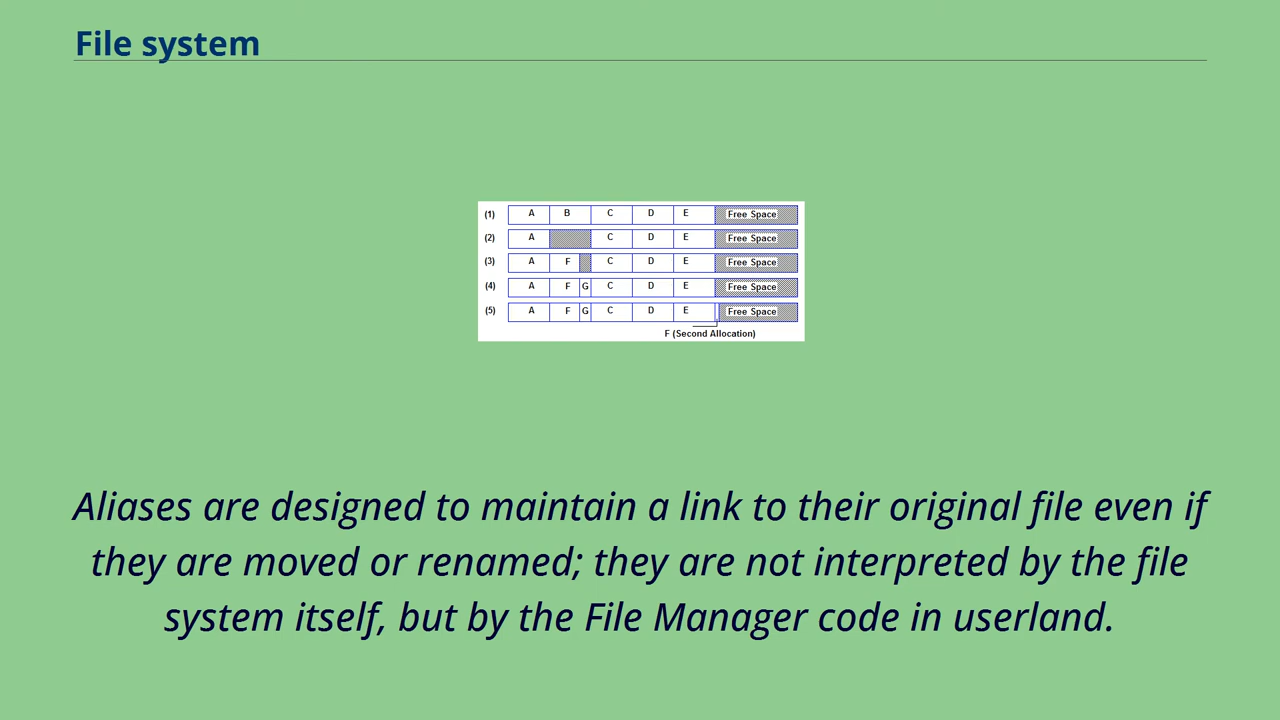 File system
(1) A B C D E Free Space
(2) A C D E Free Space
(3) A F C D E Free Space
(4) A F G C D E Free Space
(5) A F G C D E Free Space
F (Second Allocation)
Aliases are designed to maintain a link to their original file even if
they are moved or renamed; they are not interpreted by the file
system itself, but by the File Manager code in userland.